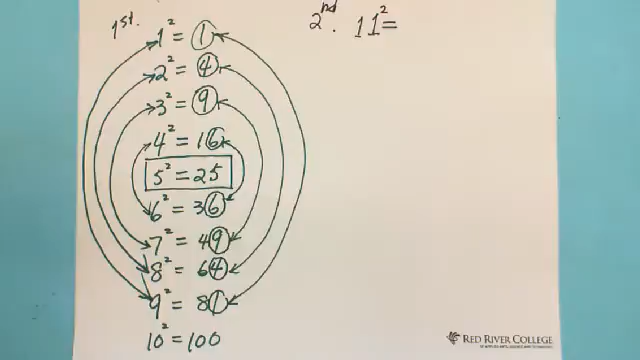 1st.
1² = 1
2² = 4
3² = 9
4² = 16
5² = 25
6² = 36
7² = 49
8² = 64
9² = 81
10² = 100
2nd. 11² =
RED RIVER COLLEGE